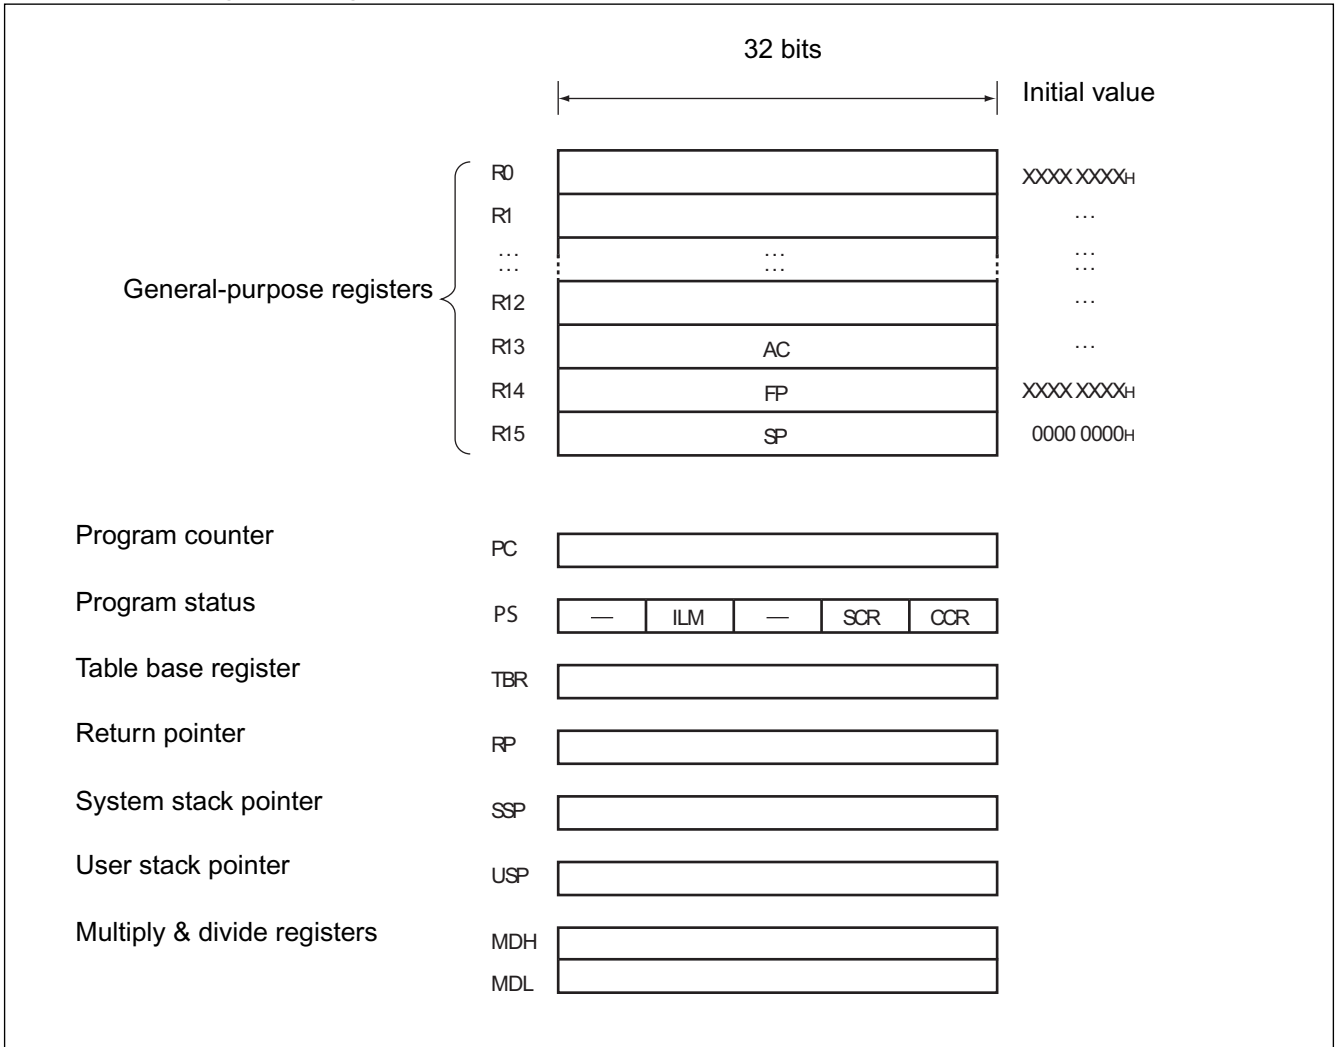 32 bits
Initial value
General-purpose registers
R0 XXXX XXXXH
R1 ...
... ... ...
... ... ...
R12 ...
R13 AC ...
R14 FP XXXX XXXXH
R15 SP 0000 0000H
Program counter PC
Program status PS — ILM — SCR CCR
Table base register TBR
Return pointer RP
System stack pointer SSP
User stack pointer USP
Multiply & divide registers MDH
MDL